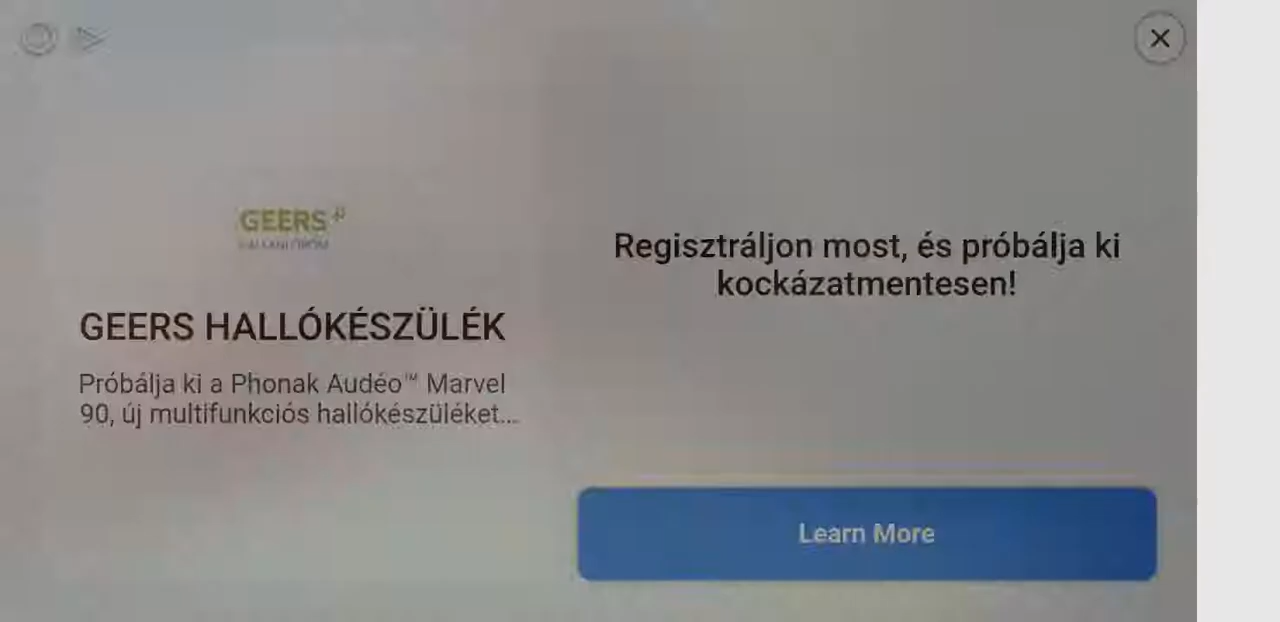 GEERS
GEERS HALLÓKÉSZÜLÉK
Próbálja ki a Phonak Audéo™ Marvel
90, új multifunkciós hallókészüléket...
Regisztráljon most, és próbálja ki
kockázatmentesen!
Learn More